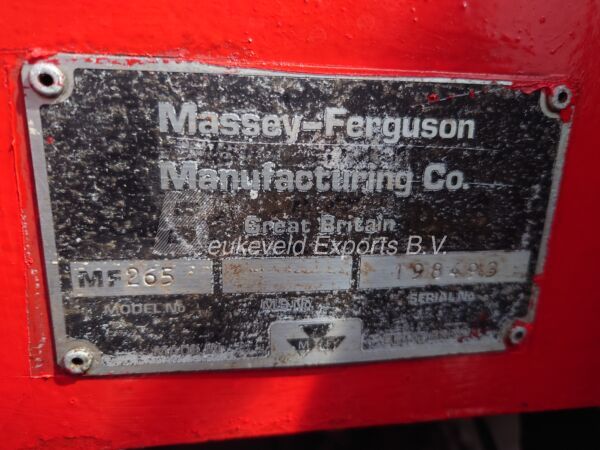 Massey-Ferguson
Manufacturing Co.
Great Britain
eukeveld Exports B.V.
MF265
MODEL No SERIAL No